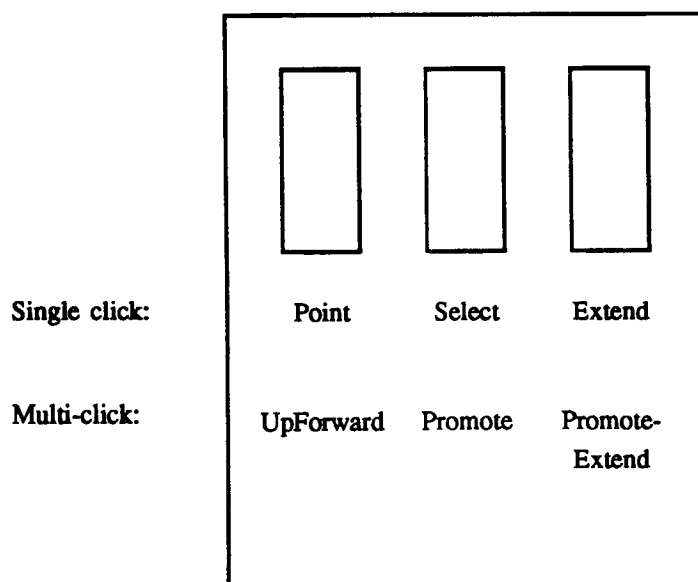 Single click: Point Select Extend
Multi-click: UpForward Promote Promote-
Extend